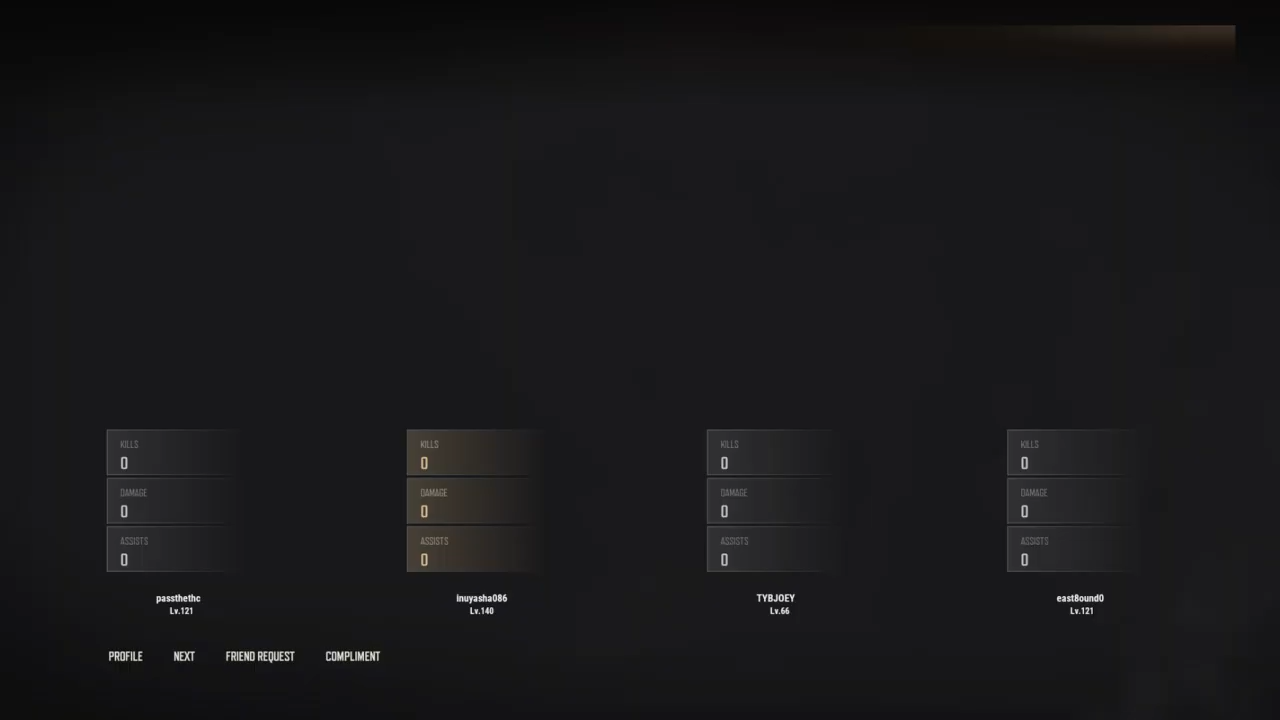 KILLS
0
DAMAGE
0
ASSISTS
0
passthethc
Lv.121
KILLS
0
DAMAGE
0
ASSISTS
0
inuyasha086
Lv.140
KILLS
0
DAMAGE
0
ASSISTS
0
TYBJOEY
Lv.66
KILLS
0
DAMAGE
0
ASSISTS
0
east8ound0
Lv.121
PROFILE NEXT FRIEND REQUEST COMPLIMENT